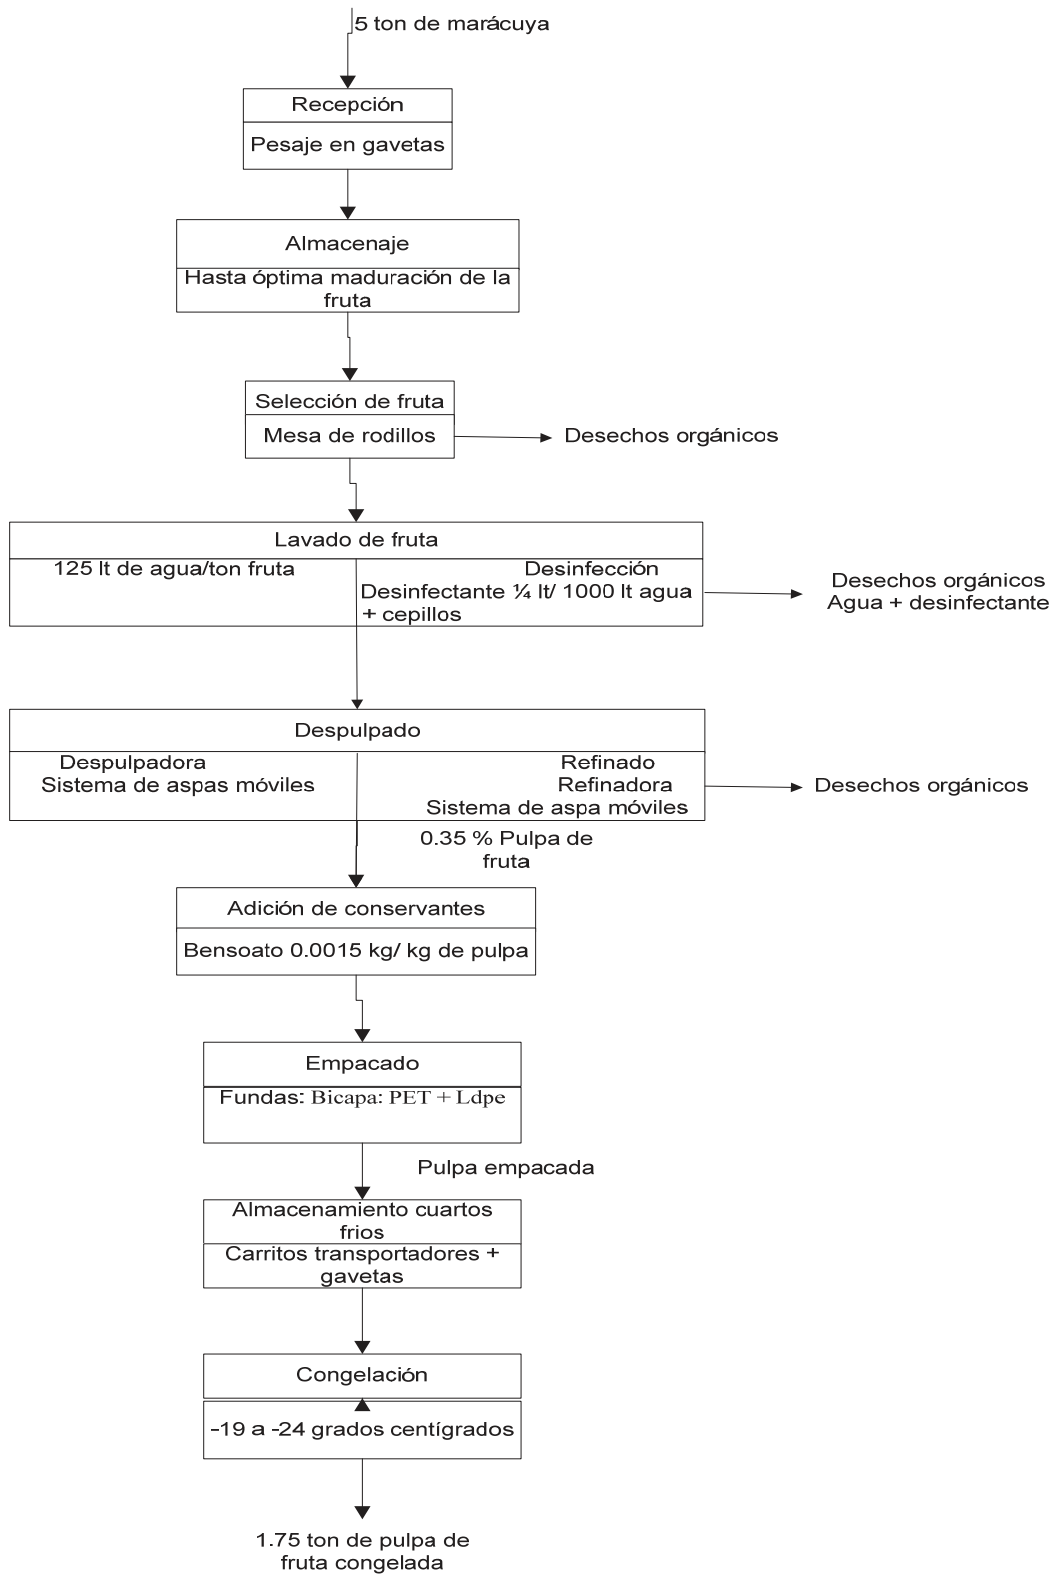 5 ton de marácuya
Recepción
Pesaje en gavetas
Almacenaje
Hasta óptima maduración de la
fruta
Selección de fruta
Mesa de rodillos
Desechos orgánicos
Lavado de fruta
125 lt de agua/ton fruta
Desinfección
Desinfectante ¼ lt/ 1000 lt agua
+ cepillos
Desechos orgánicos
Agua + desinfectante
Despulpado
Despulpadora
Sistema de aspas móviles
Refinado
Refinadora
Sistema de aspa móviles
Desechos orgánicos
0.35 % Pulpa de
fruta
Adición de conservantes
Bensoato 0.0015 kg/ kg de pulpa
Empacado
Fundas: Bicapa: PET + Ldpe
Pulpa empacada
Almacenamiento cuartos
frios
Carritos transportadores +
gavetas
Congelación
-19 a -24 grados centígrados
1.75 ton de pulpa de
fruta congelada